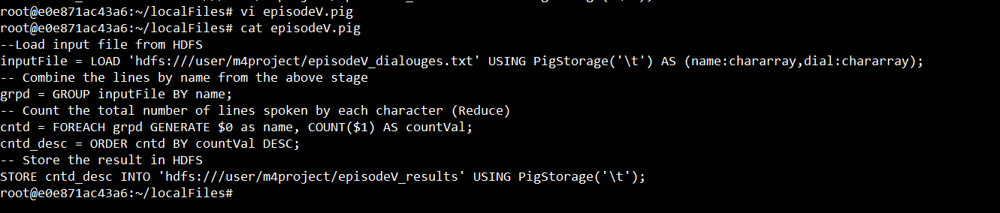 root@e0e871ac43a6:~/localFiles# vi episodeV.pig
root@e0e871ac43a6:~/localFiles# cat episodeV.pig
--Load input file from HDFS
inputFile = LOAD 'hdfs:///user/m4project/episodeV_dialouges.txt' USING PigStorage('\t') AS (name:chararray,dial:chararray);
-- Combine the lines by name from the above stage
grpd = GROUP inputFile BY name;
-- Count the total number of lines spoken by each character (Reduce)
cntd = FOREACH grpd GENERATE $0 as name, COUNT($1) AS countVal;
cntd_desc = ORDER cntd BY countVal DESC;
-- Store the result in HDFS
STORE cntd_desc INTO 'hdfs:///user/m4project/episodeV_results' USING PigStorage('\t');
root@e0e871ac43a6:~/localFiles#